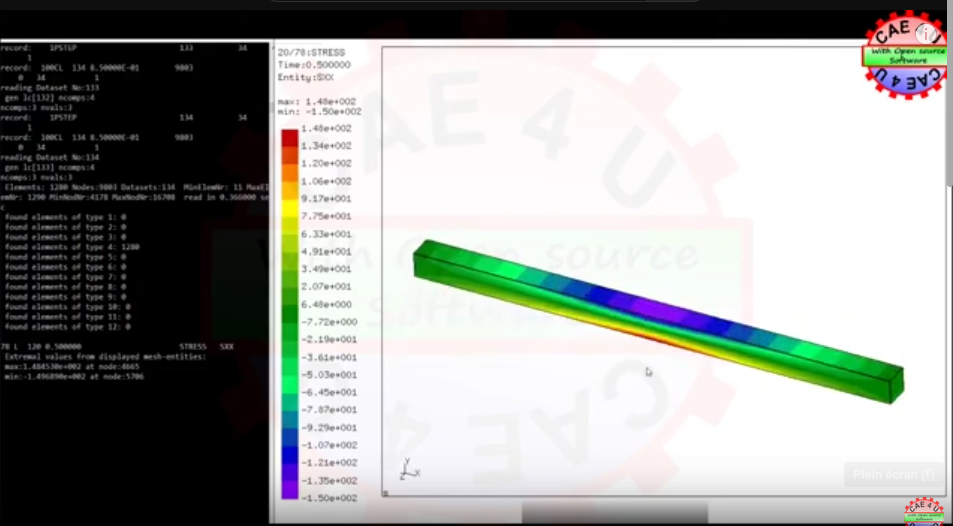 record: 1PSTEP 133 34
1
record: 100CL 134 8.50000E-01 9803
0 34 1
reading Dataset No:133
gen lc[132] ncomps:4
ncomps:3 nvals:3
record: 1PSTEP 134 34
1
record: 100CL 134 8.50000E-01 9803
0 34 1
reading Dataset No:134
gen lc[133] ncomps:4
ncomps:3 nvals:3
Elements: 1280 Nodes:9803 Datasets:134 MinElemNr: 11 MaxEl
emNr: 1290 MinNodNr:4178 MaxNodNr:16708 read in 0.366000 se
c
found elements of type 1: 0
found elements of type 2: 0
found elements of type 3: 0
found elements of type 4: 1280
found elements of type 5: 0
found elements of type 6: 0
found elements of type 7: 0
found elements of type 8: 0
found elements of type 9: 0
found elements of type 10: 0
found elements of type 11: 0
found elements of type 12: 0
78 L 120 0.500000 STRESS SXX
Extremal values from displayed mesh-entities:
max:1.484530e+002 at node:4665
min:-1.496890e+002 at node:5706
20/78:STRESS
Time:0.500000
Entity:SXX
max: 1.48e+002
min: -1.50e+002
1.48e+002
1.34e+002
1.20e+002
1.06e+002
9.17e+001
7.75e+001
6.33e+001
4.91e+001
3.49e+001
2.07e+001
6.48e+000
-7.72e+000
-2.19e+001
-3.61e+001
-5.03e+001
-6.45e+001
-7.87e+001
-9.29e+001
-1.07e+002
-1.21e+002
-1.35e+002
-1.50e+002
Y
Z X
CAE 4 U
With Open source
Software
CAE 4 U
CAE 4 U
With Open source
Software
CAE 4 U
Plein écran (f)
CAE 4 U